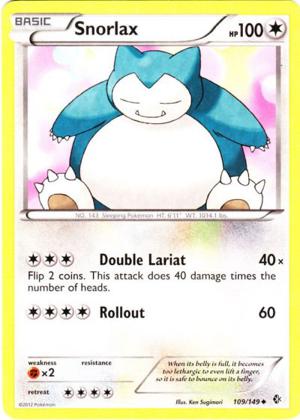 BASIC
Snorlax HP100
NO. 143 Sleeping Pokémon HT. 6'11" WT. 1014.1 lbs.
Double Lariat 40×
Flip 2 coins. This attack does 40 damage times the
number of heads.
Rollout 60
weakness resistance
×2
retreat
When its belly is full, it becomes
too lethargic to even lift a finger,
so it is safe to bounce on its belly.
Illus. Ken Sugimori 109/149
©2012 Pokémon